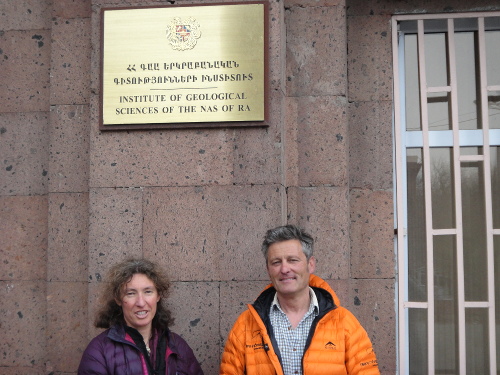 ՀՀ ԳԱԱ ԵՐԿՐԱԲԱՆԱԿԱՆ
ԳԻՏՈՒԹՅՈՒՆՆԵՐԻ ԻՆՍՏԻՏՈՒՏ
INSTITUTE OF GEOLOGICAL
SCIENCES OF THE NAS OF RA